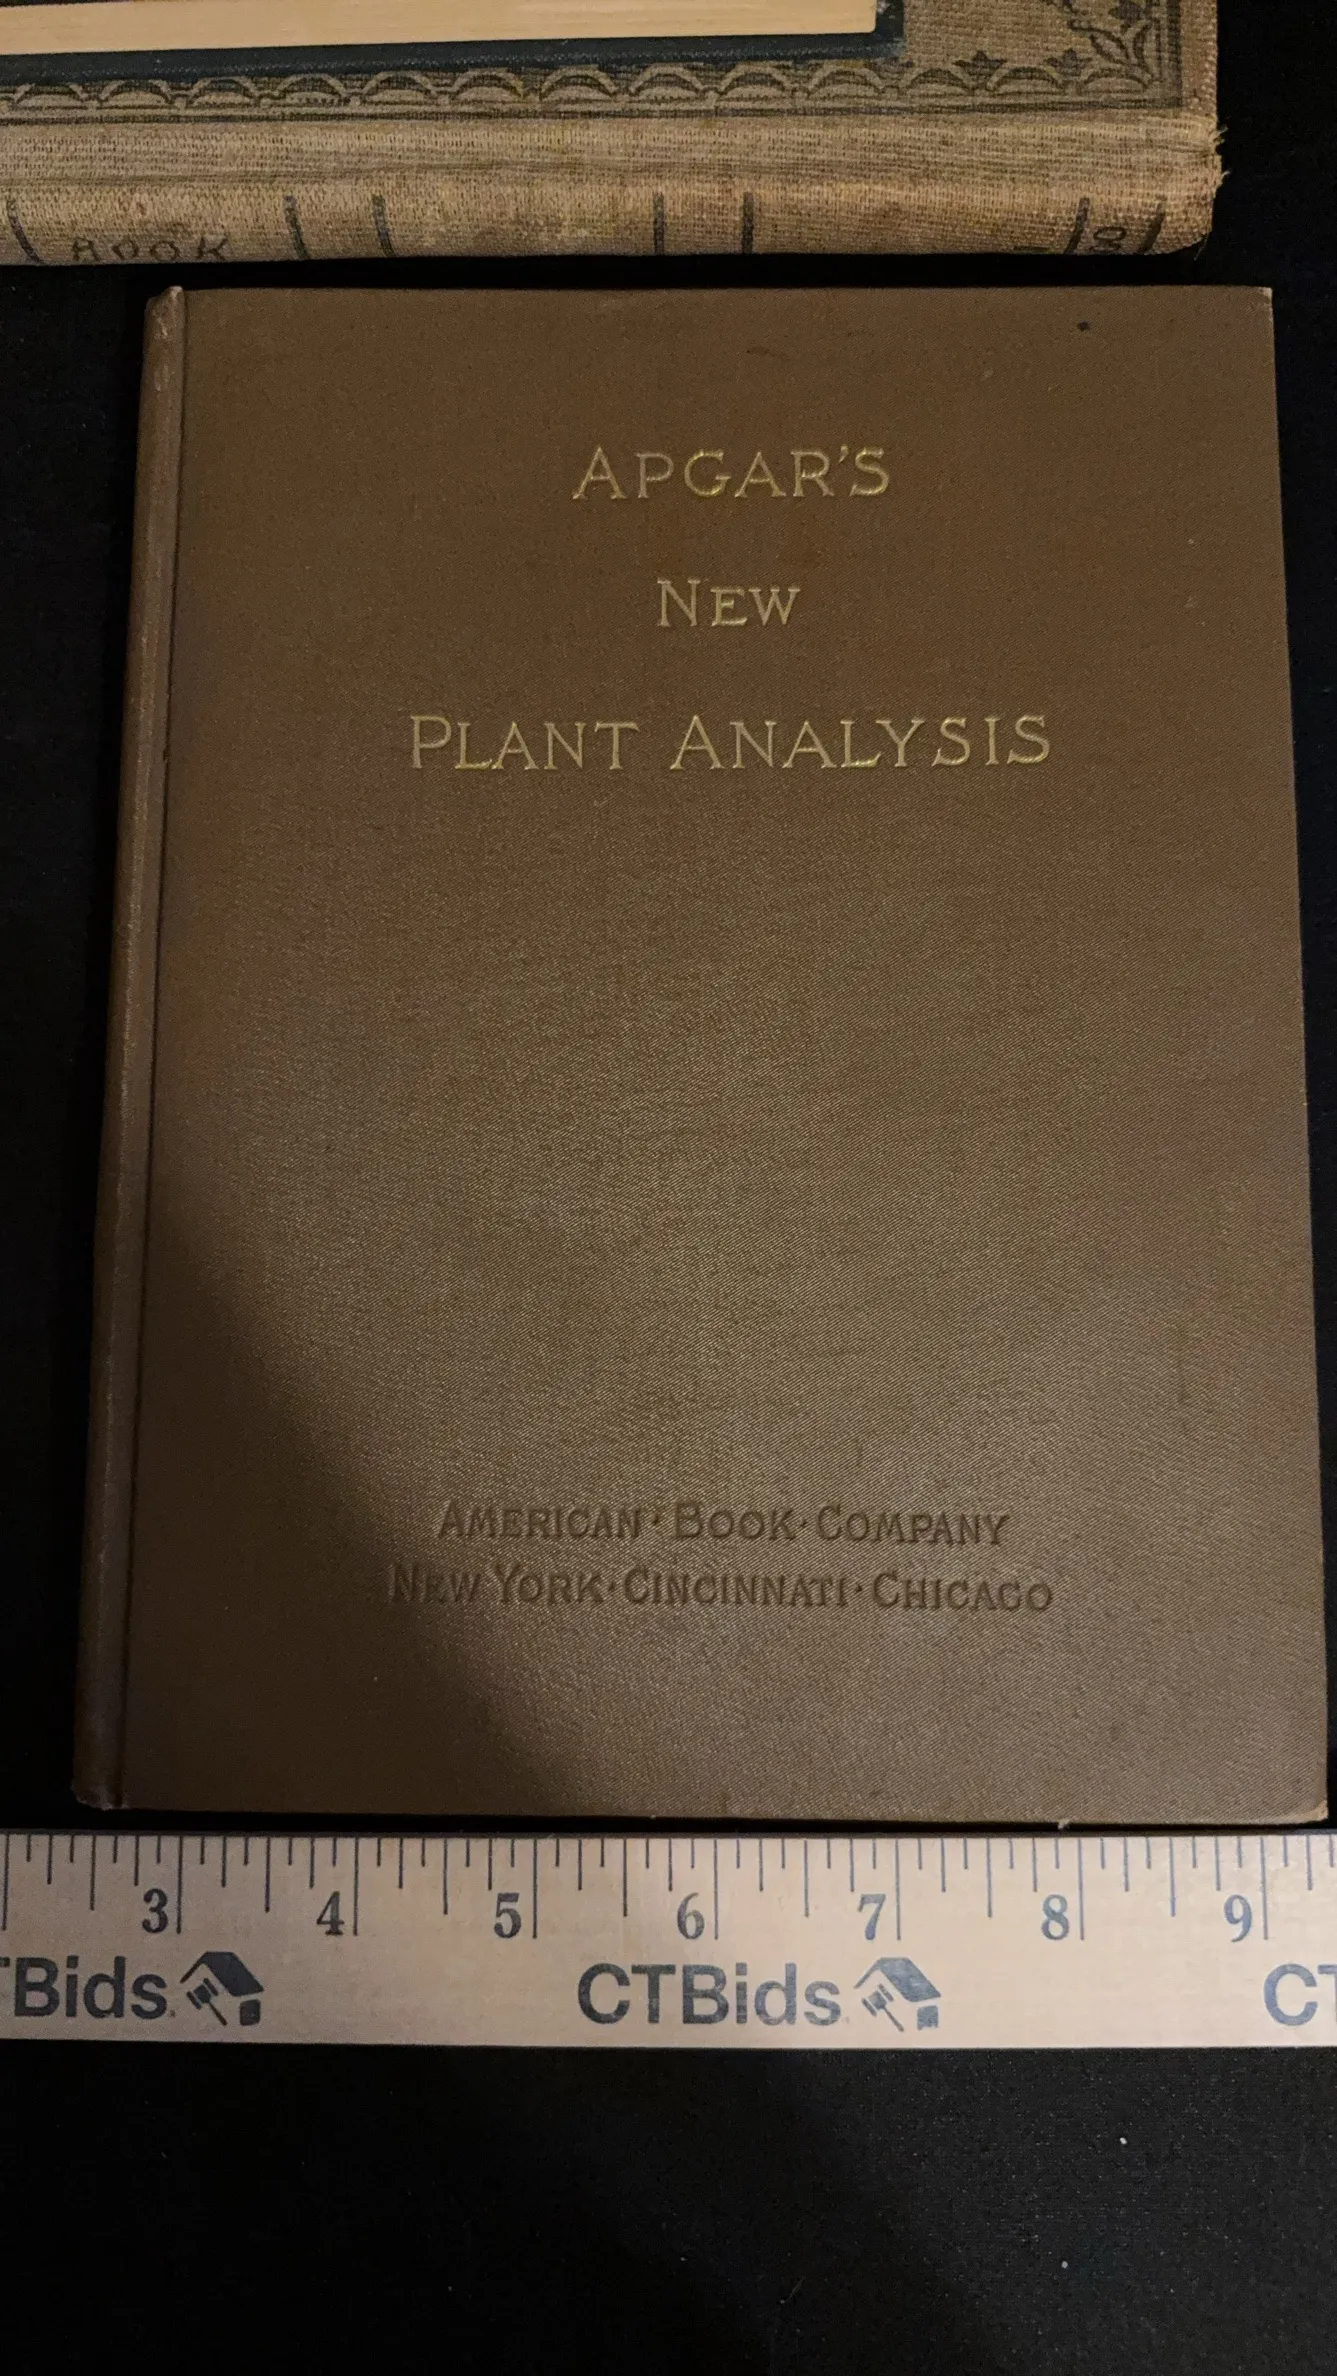 BOOK
APGAR'S
NEW
PLANT ANALYSIS
AMERICAN·BOOK·COMPANY
NEW YORK·CINCINNATI·CHICAGO
3 4 5 6 7 8 9
TBids CTBids CT